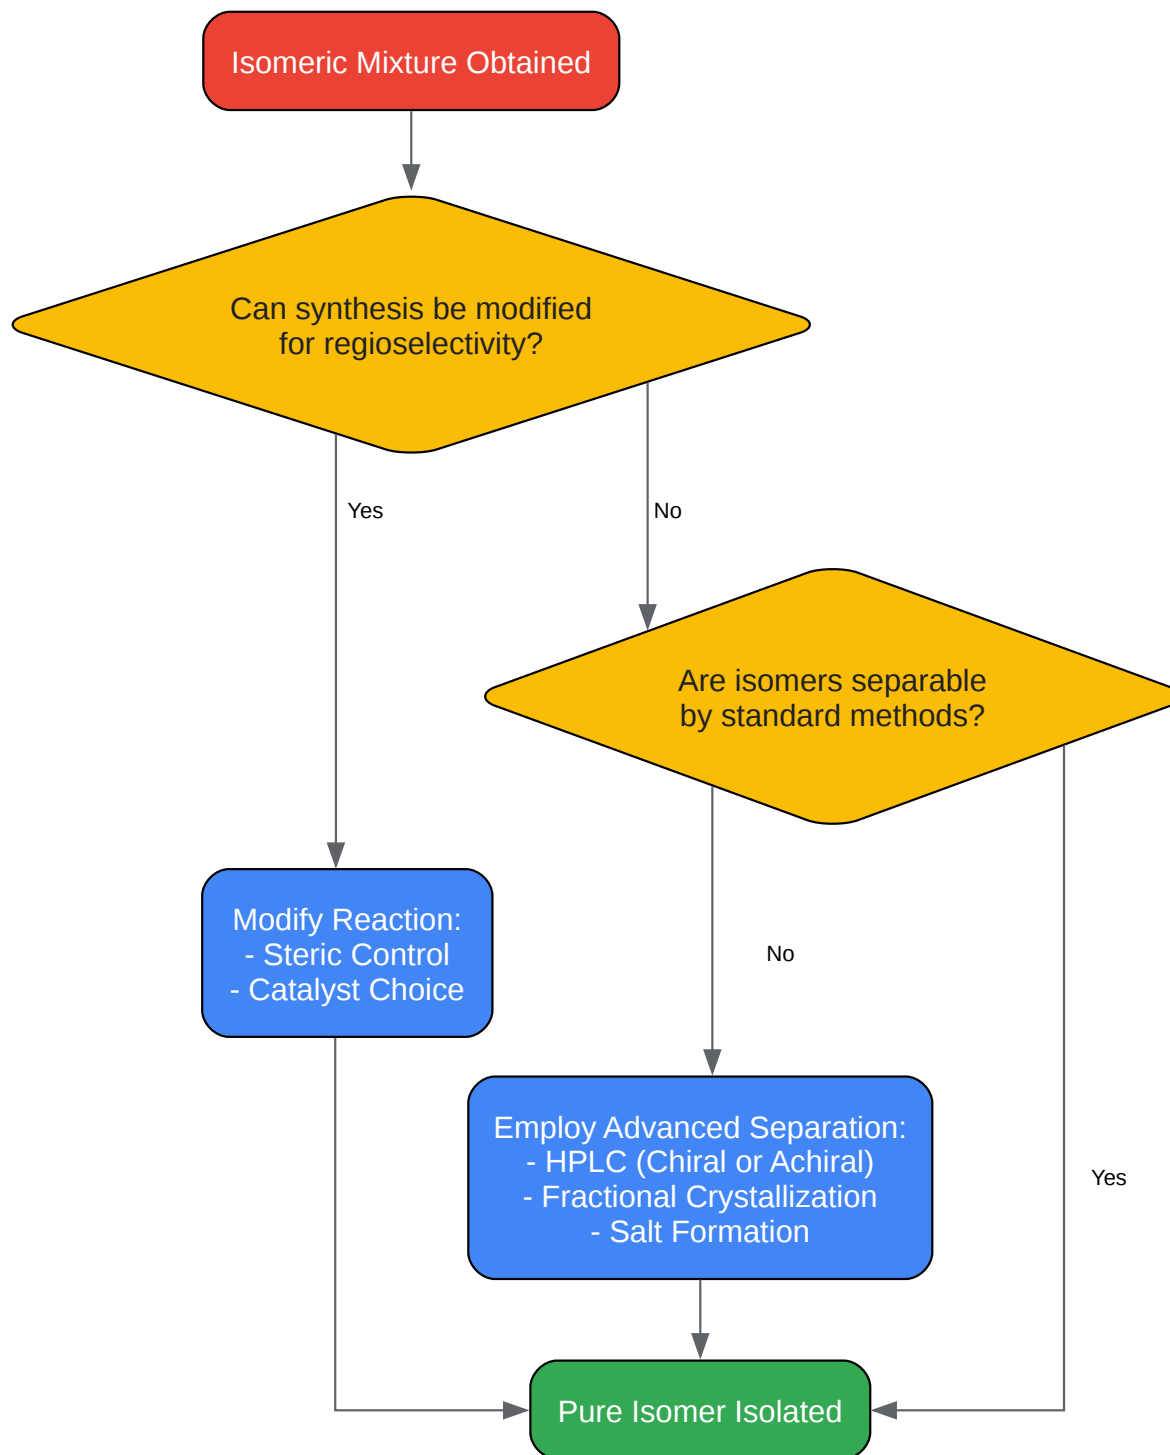 Isomeric Mixture Obtained
Can synthesis be modified
for regioselectivity?
Yes
No
Are isomers separable
by standard methods?
Modify Reaction:
- Steric Control
- Catalyst Choice
No
Employ Advanced Separation:
- HPLC (Chiral or Achiral)
- Fractional Crystallization
- Salt Formation
Yes
Pure Isomer Isolated